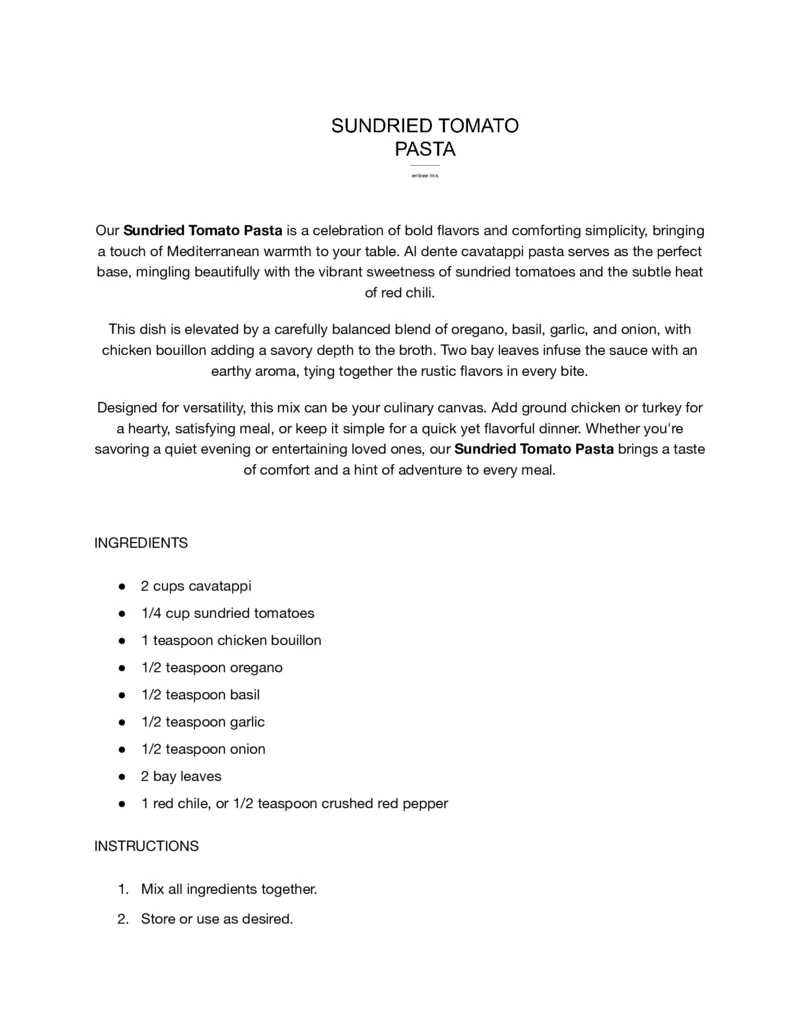 SUNDRIED TOMATO
PASTA
entree mix
Our Sundried Tomato Pasta is a celebration of bold flavors and comforting simplicity, bringing
a touch of Mediterranean warmth to your table. Al dente cavatappi pasta serves as the perfect
base, mingling beautifully with the vibrant sweetness of sundried tomatoes and the subtle heat
of red chili.
This dish is elevated by a carefully balanced blend of oregano, basil, garlic, and onion, with
chicken bouillon adding a savory depth to the broth. Two bay leaves infuse the sauce with an
earthy aroma, tying together the rustic flavors in every bite.
Designed for versatility, this mix can be your culinary canvas. Add ground chicken or turkey for
a hearty, satisfying meal, or keep it simple for a quick yet flavorful dinner. Whether you're
savoring a quiet evening or entertaining loved ones, our Sundried Tomato Pasta brings a taste
of comfort and a hint of adventure to every meal.
INGREDIENTS
● 2 cups cavatappi
● 1/4 cup sundried tomatoes
● 1 teaspoon chicken bouillon
● 1/2 teaspoon oregano
● 1/2 teaspoon basil
● 1/2 teaspoon garlic
● 1/2 teaspoon onion
● 2 bay leaves
● 1 red chile, or 1/2 teaspoon crushed red pepper
INSTRUCTIONS
1. Mix all ingredients together.
2. Store or use as desired.